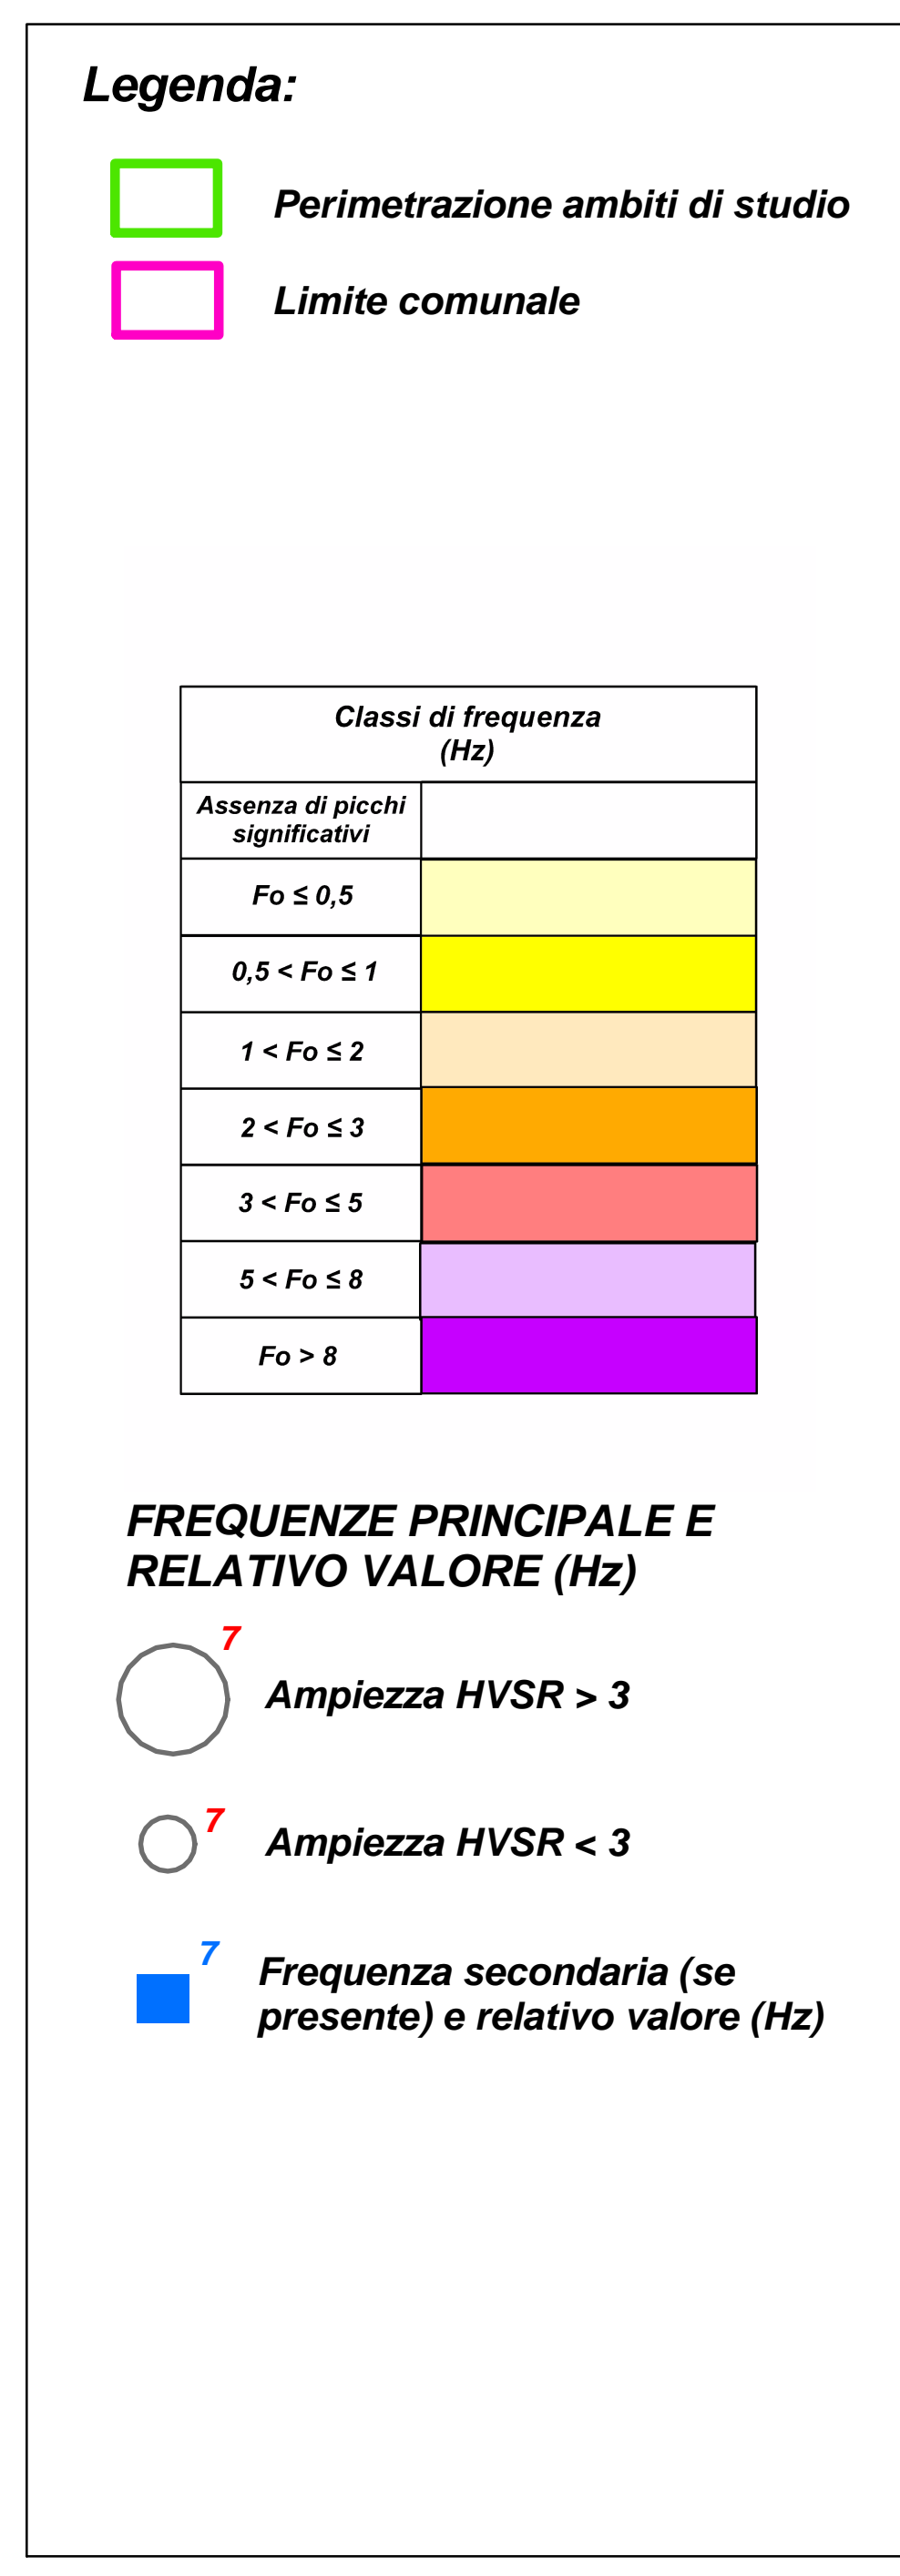 Legenda:
Perimetrazione ambiti di studio
Limite comunale
Classi di frequenza
(Hz)
Assenza di picchi
significativi
Fo ≤ 0,5
0,5 < Fo ≤ 1
1 < Fo ≤ 2
2 < Fo ≤ 3
3 < Fo ≤ 5
5 < Fo ≤ 8
Fo > 8
FREQUENZE PRINCIPALE E
RELATIVO VALORE (Hz)
7
Ampiezza HVSR > 3
7
Ampiezza HVSR < 3
7
Frequenza secondaria (se
presente) e relativo valore (Hz)